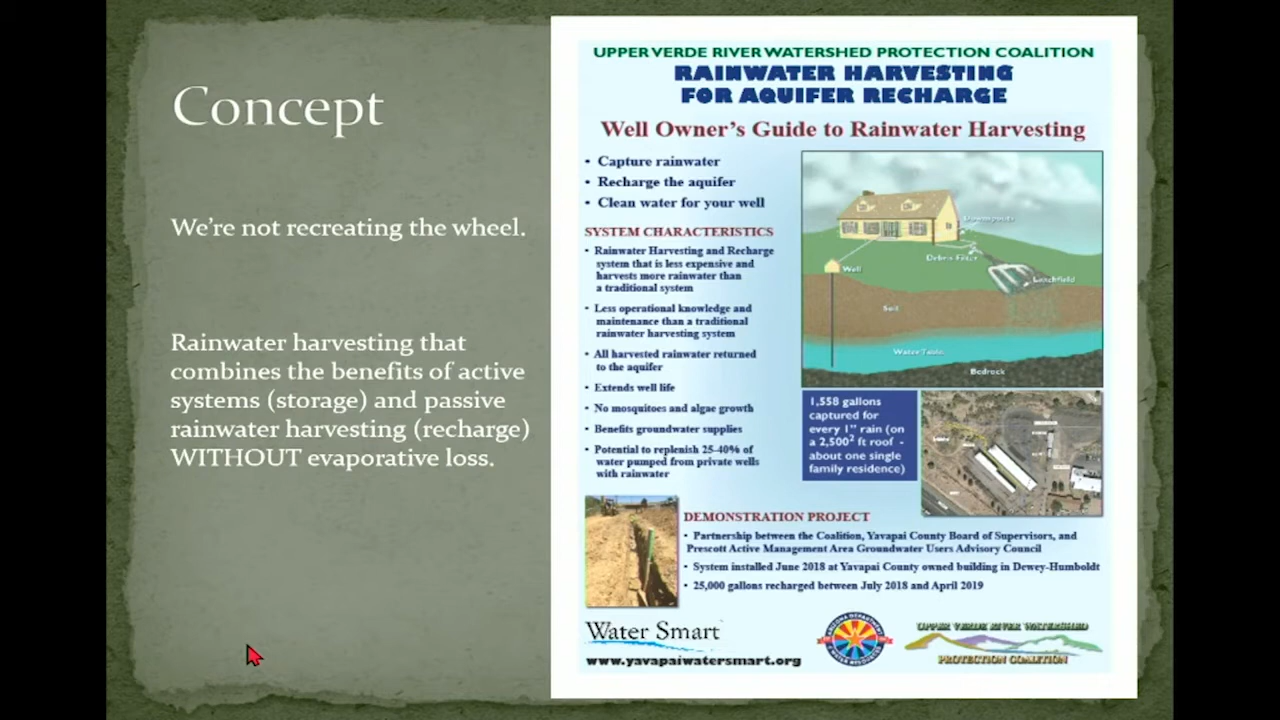 Concept
We're not recreating the wheel.
Rainwater harvesting that
combines the benefits of active
systems (storage) and passive
rainwater harvesting (recharge)
WITHOUT evaporative loss.
UPPER VERDE RIVER WATERSHED PROTECTION COALITION
RAINWATER HARVESTING
FOR AQUIFER RECHARGE
Well Owner's Guide to Rainwater Harvesting
• Capture rainwater
• Recharge the aquifer
• Clean water for your well
SYSTEM CHARACTERISTICS
• Rainwater Harvesting and Recharge
system that is less expensive and
harvests more rainwater than
a traditional system
• Less operational knowledge and
maintenance than a traditional
rainwater harvesting system
• All harvested rainwater returned
to the aquifer
• Extends well life
• No mosquitoes and algae growth
• Benefits groundwater supplies
• Potential to replenish 25-40% of
water pumped from private wells
with rainwater
Downspouts
Debris Filter
Well
Leachfield
Soil
Water Table
Bedrock
1,558 gallons
captured for
every 1" rain (on
a 2,500² ft roof -
about one single
family residence)
DEMONSTRATION PROJECT
• Partnership between the Coalition, Yavapai County Board of Supervisors, and
Prescott Active Management Area Groundwater Users Advisory Council
• System installed June 2018 at Yavapai County owned building in Dewey-Humboldt
• 25,000 gallons recharged between July 2018 and April 2019
Water Smart
www.yavapaiwatersmart.org
ARIZONA DEPARTMENT
WATER RESOURCES
UPPER VERDE RIVER WATERSHED
PROTECTION COALITION